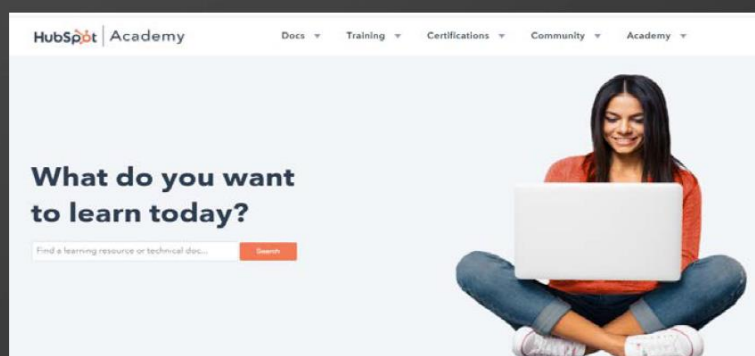 HubSpot Academy
Docs Training Certifications Community Academy
What do you want
to learn today?
Find a learning resource or technical doc...
Search